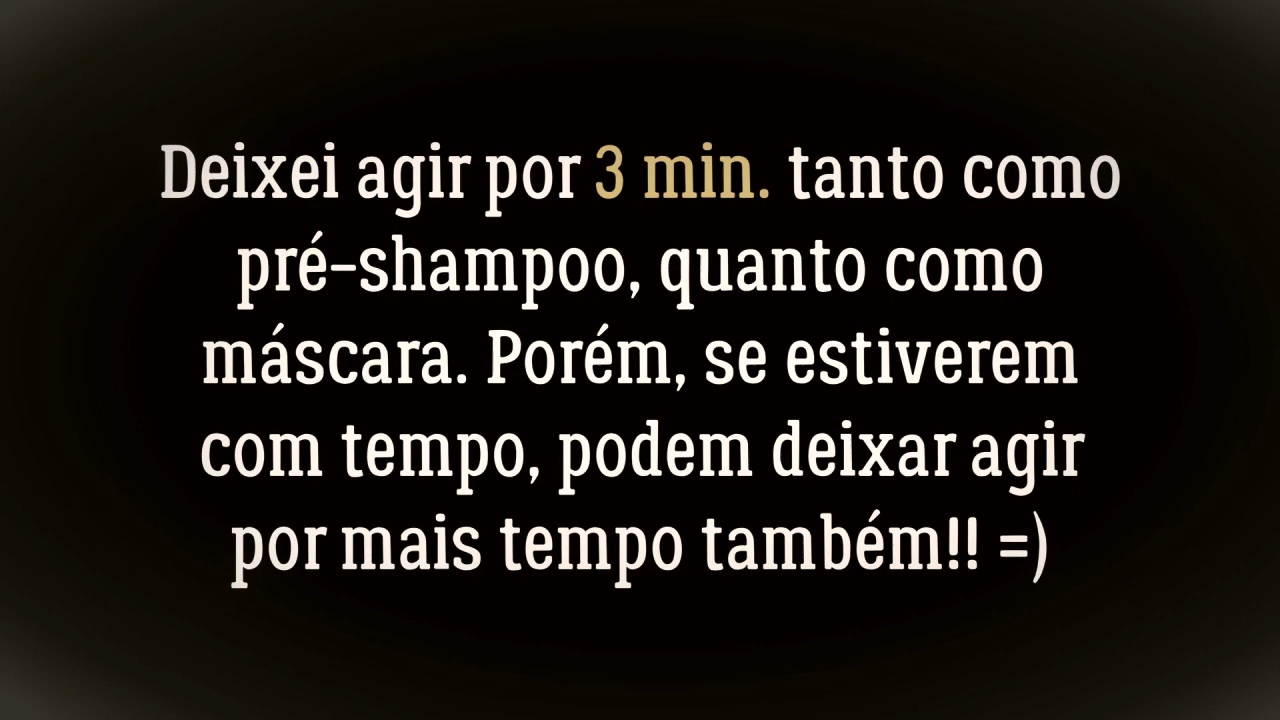 Deixei agir por 3 min. tanto como
pré-shampoo, quanto como
máscara. Porém, se estiverem
com tempo, podem deixar agir
por mais tempo também!! =)